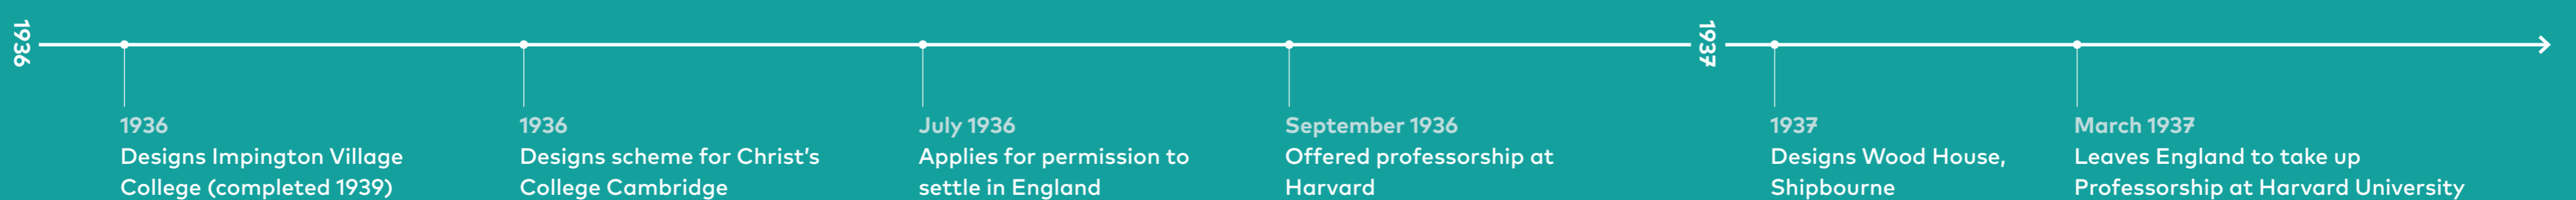 1936
1937
1936
Designs Impington Village
College (completed 1939)
1936
Designs scheme for Christ’s
College Cambridge
July 1936
Applies for permission to
settle in England
September 1936
Offered professorship at
Harvard
1937
Designs Wood House,
Shipbourne
March 1937
Leaves England to take up
Professorship at Harvard University